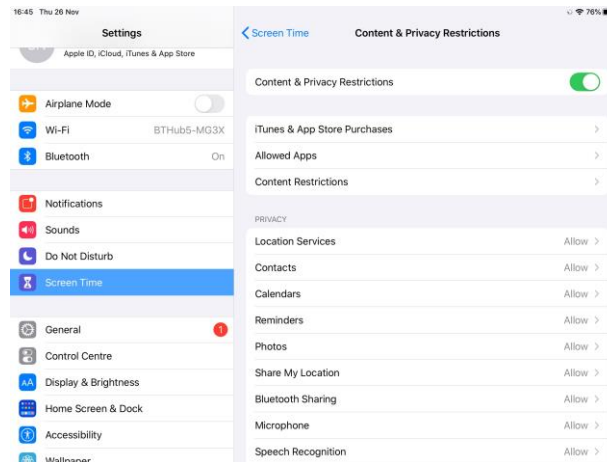 16:45 Thu 26 Nov
76%
Settings
Apple ID, iCloud, iTunes & App Store
Airplane Mode
Wi-Fi BTHub5-MG3X
Bluetooth On
Notifications
Sounds
Do Not Disturb
Screen Time
General 1
Control Centre
AA Display & Brightness
Home Screen & Dock
Accessibility
Wallpaper
Screen Time
Content & Privacy Restrictions
Content & Privacy Restrictions
iTunes & App Store Purchases
Allowed Apps
Content Restrictions
PRIVACY
Location Services Allow
Contacts Allow
Calendars Allow
Reminders Allow
Photos Allow
Share My Location Allow
Bluetooth Sharing Allow
Microphone Allow
Speech Recognition Allow